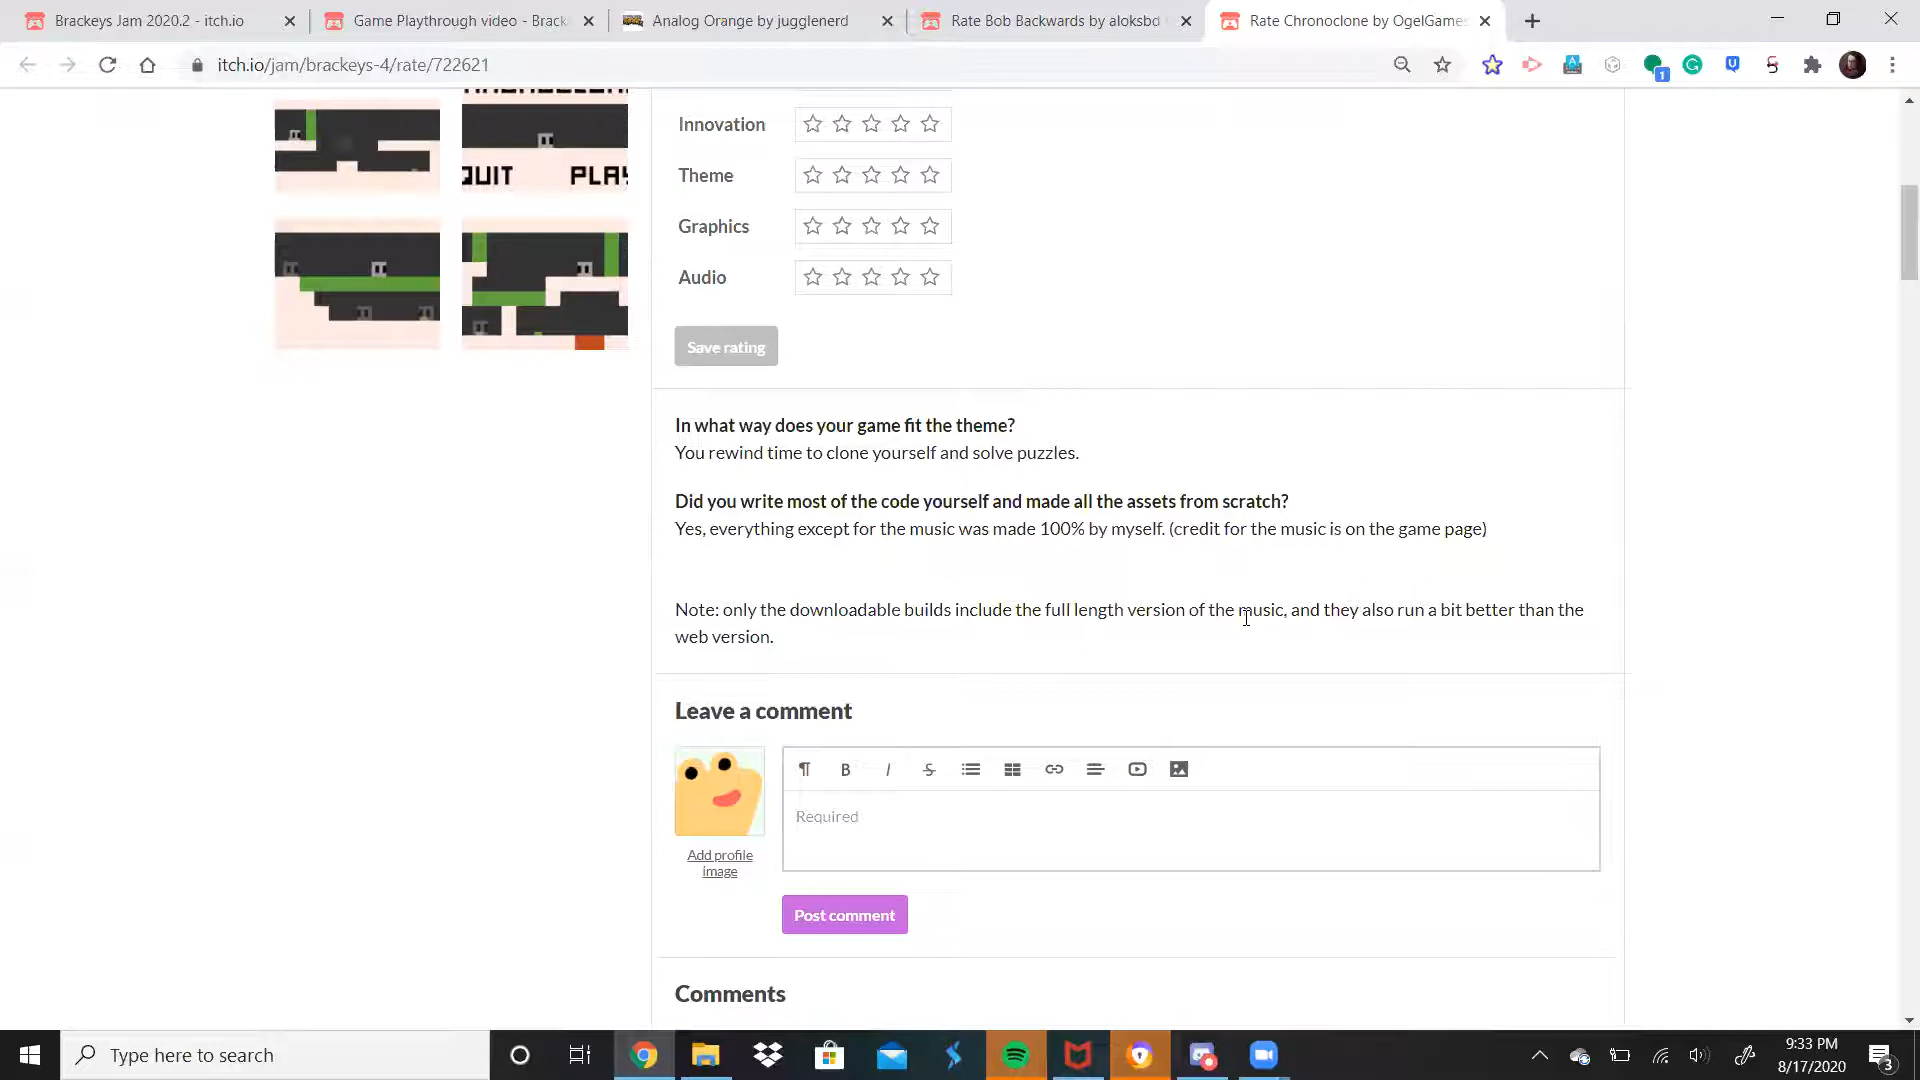 Brackeys Jam 2020.2 - itch.io
Game Playthrough video - Brack
Analog Orange by jugglenerd
Rate Bob Backwards by aloksbd
Rate Chronoclone by OgelGames
itch.io/jam/brackeys-4/rate/722621
1
QUIT PLAY
Innovation
Theme
Graphics
Audio
Save rating
In what way does your game fit the theme?
You rewind time to clone yourself and solve puzzles.
Did you write most of the code yourself and made all the assets from scratch?
Yes, everything except for the music was made 100% by myself. (credit for the music is on the game page)
Note: only the downloadable builds include the full length version of the music, and they also run a bit better than the
web version.
Leave a comment
B I S
Required
Add profile
image
Post comment
Comments
Type here to search
9:33 PM
8/17/2020
3